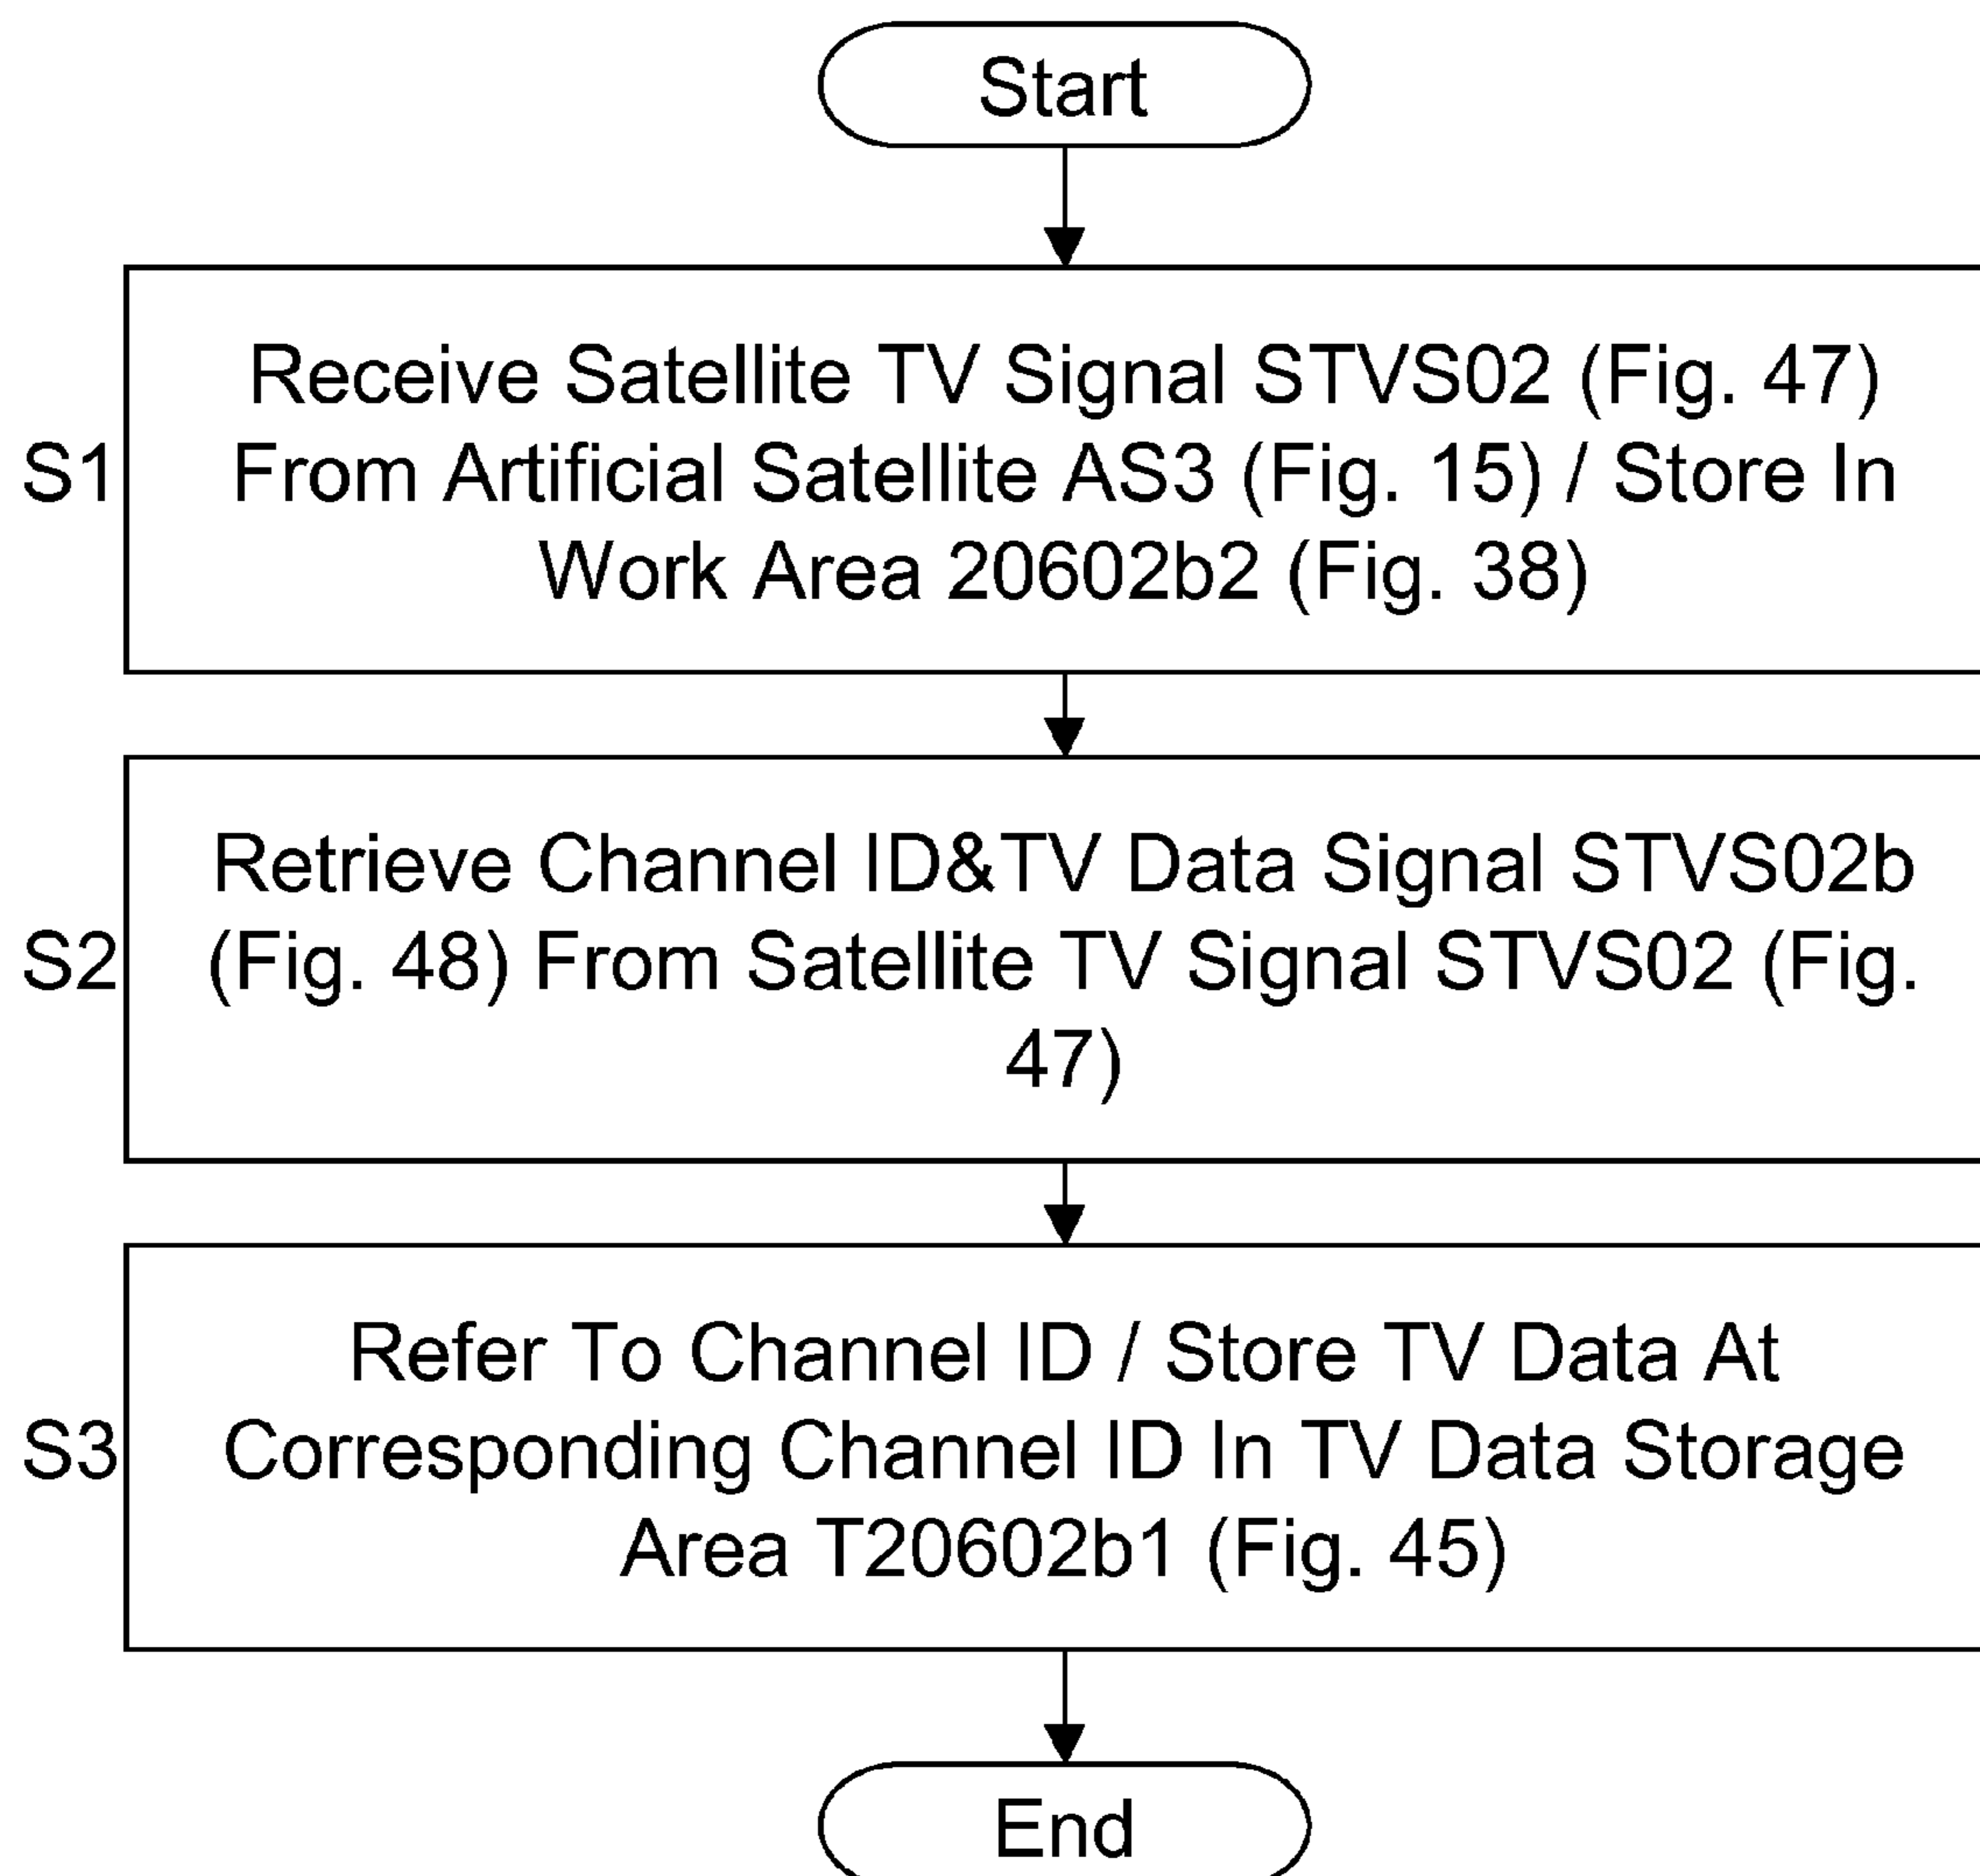 Start
Receive Satellite TV Signal STVS02 (Fig. 47)
S1 From Artificial Satellite AS3 (Fig. 15) / Store In
Work Area 20602b2 (Fig. 38)
Retrieve Channel ID&TV Data Signal STVS02b
S2 (Fig. 48) From Satellite TV Signal STVS02 (Fig.
47)
Refer To Channel ID / Store TV Data At
S3 Corresponding Channel ID In TV Data Storage
Area T20602b1 (Fig. 45)
End